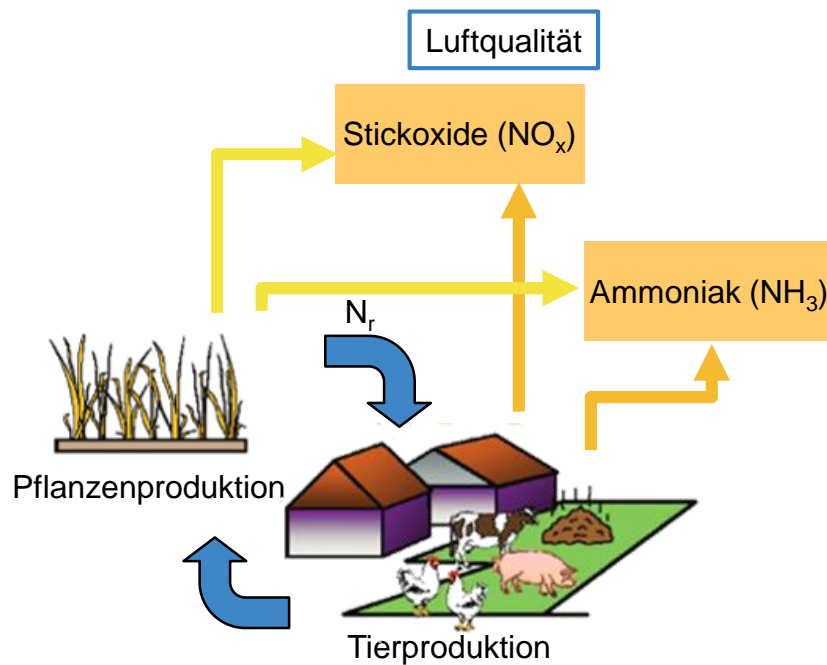 Luftqualität
Stickoxide (NOₓ)
Ammoniak (NH₃)
Nᵣ
Pflanzenproduktion
Tierproduktion